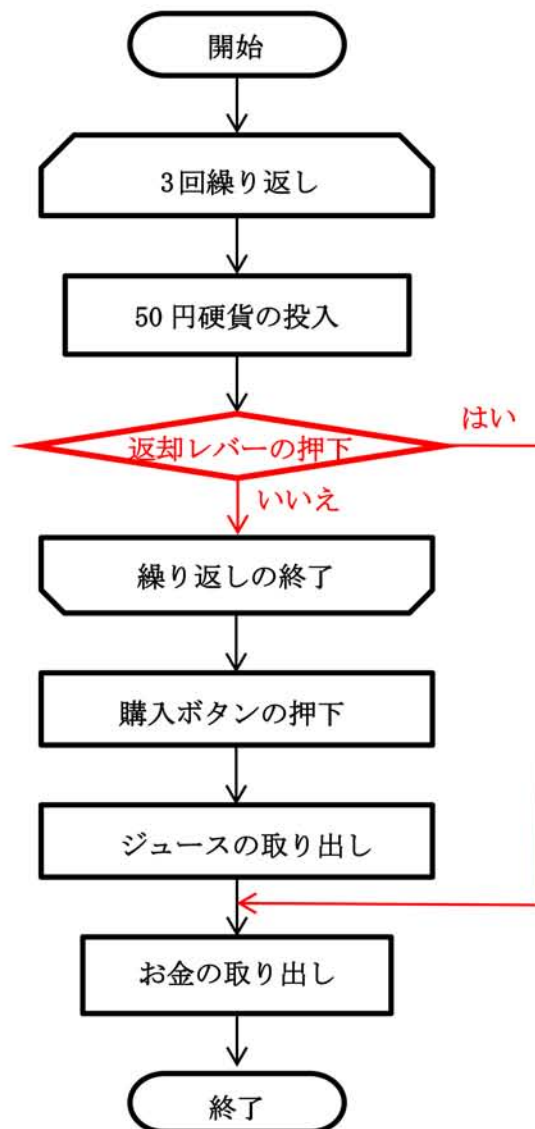 開始
3回繰り返し
50円硬貨の投入
返却レバーの押下
はい
いいえ
繰り返しの終了
購入ボタンの押下
ジュースの取り出し
お金の取り出し
終了